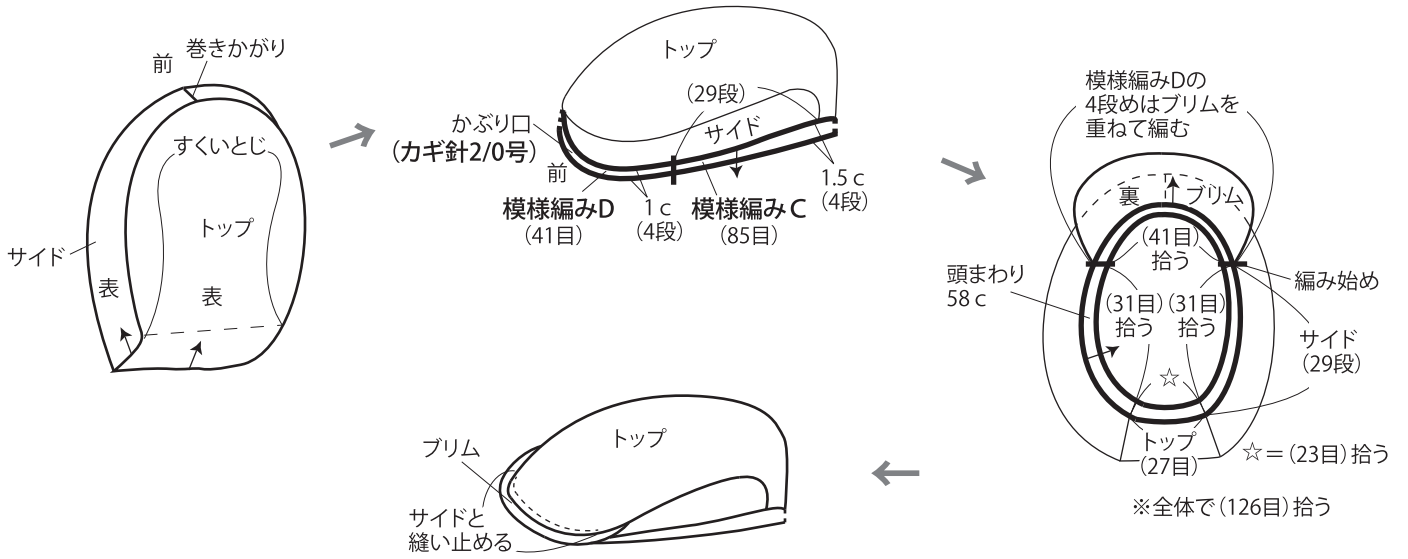 前
巻きかがり
すくいとじ
トップ
サイド
表
表
トップ
(29段)
かぶり口
(カギ針2/0号)
サイド
前
1.5c
(4段)
模様編みD
(41目)
1c
(4段)
模様編みC
(85目)
模様編みDの
4段めはブリムを
重ねて編む
裏
ブリム
(41目)
拾う
編み始め
頭まわり
58c
(31目)
拾う
(31目)
拾う
サイド
(29段)
☆
トップ
(27目)
☆=(23目)拾う
※全体で(126目)拾う
トップ
ブリム
サイドと
縫い止める